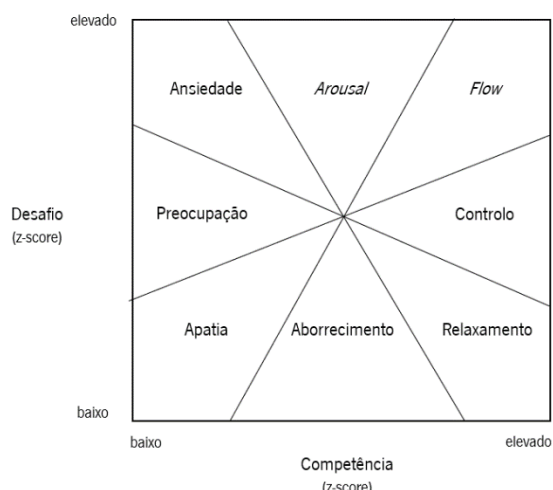 elevado
Ansiedade Arousal Flow
Desafio
(z-score)
Preocupação Controlo
Apatia Aborrecimento Relaxamento
baixo
baixo elevado
Competência
(z-score)